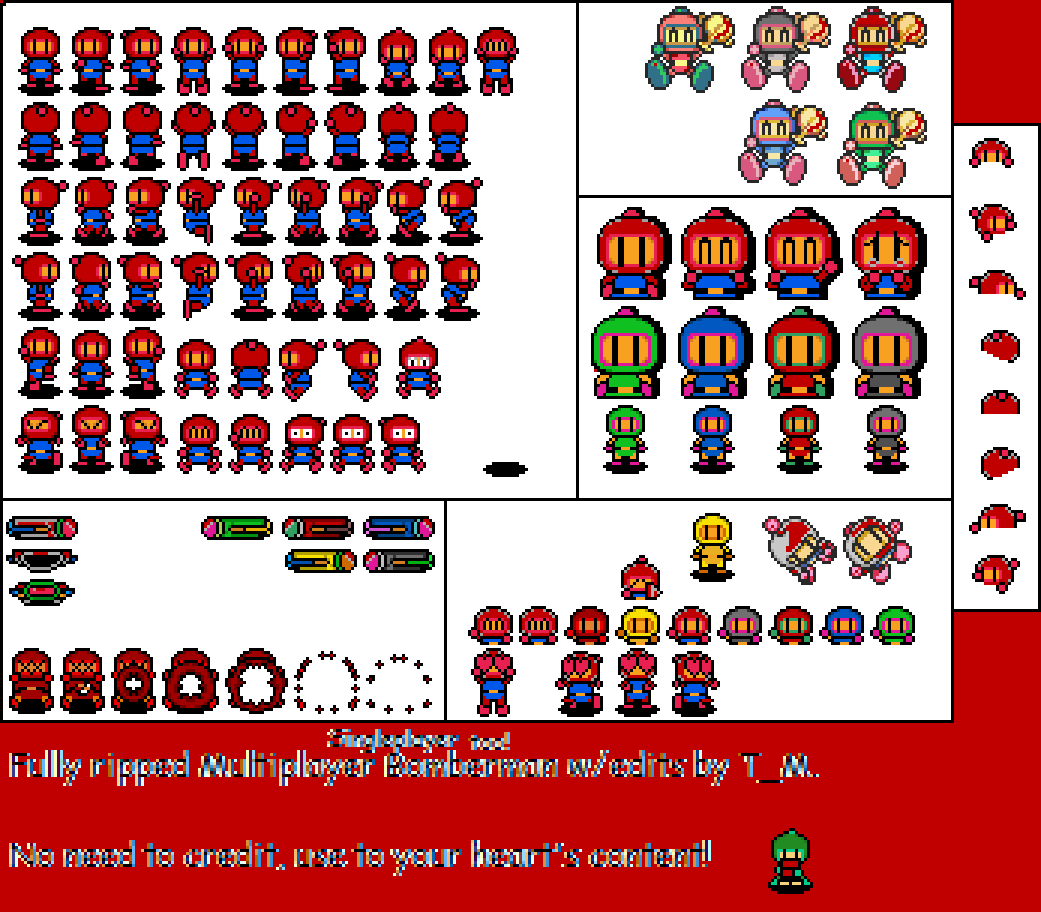 Singleplayer too!
Fully ripped Multiplayer Bomberman w/edits by T_M.
No need to credit, use to your heart's content!